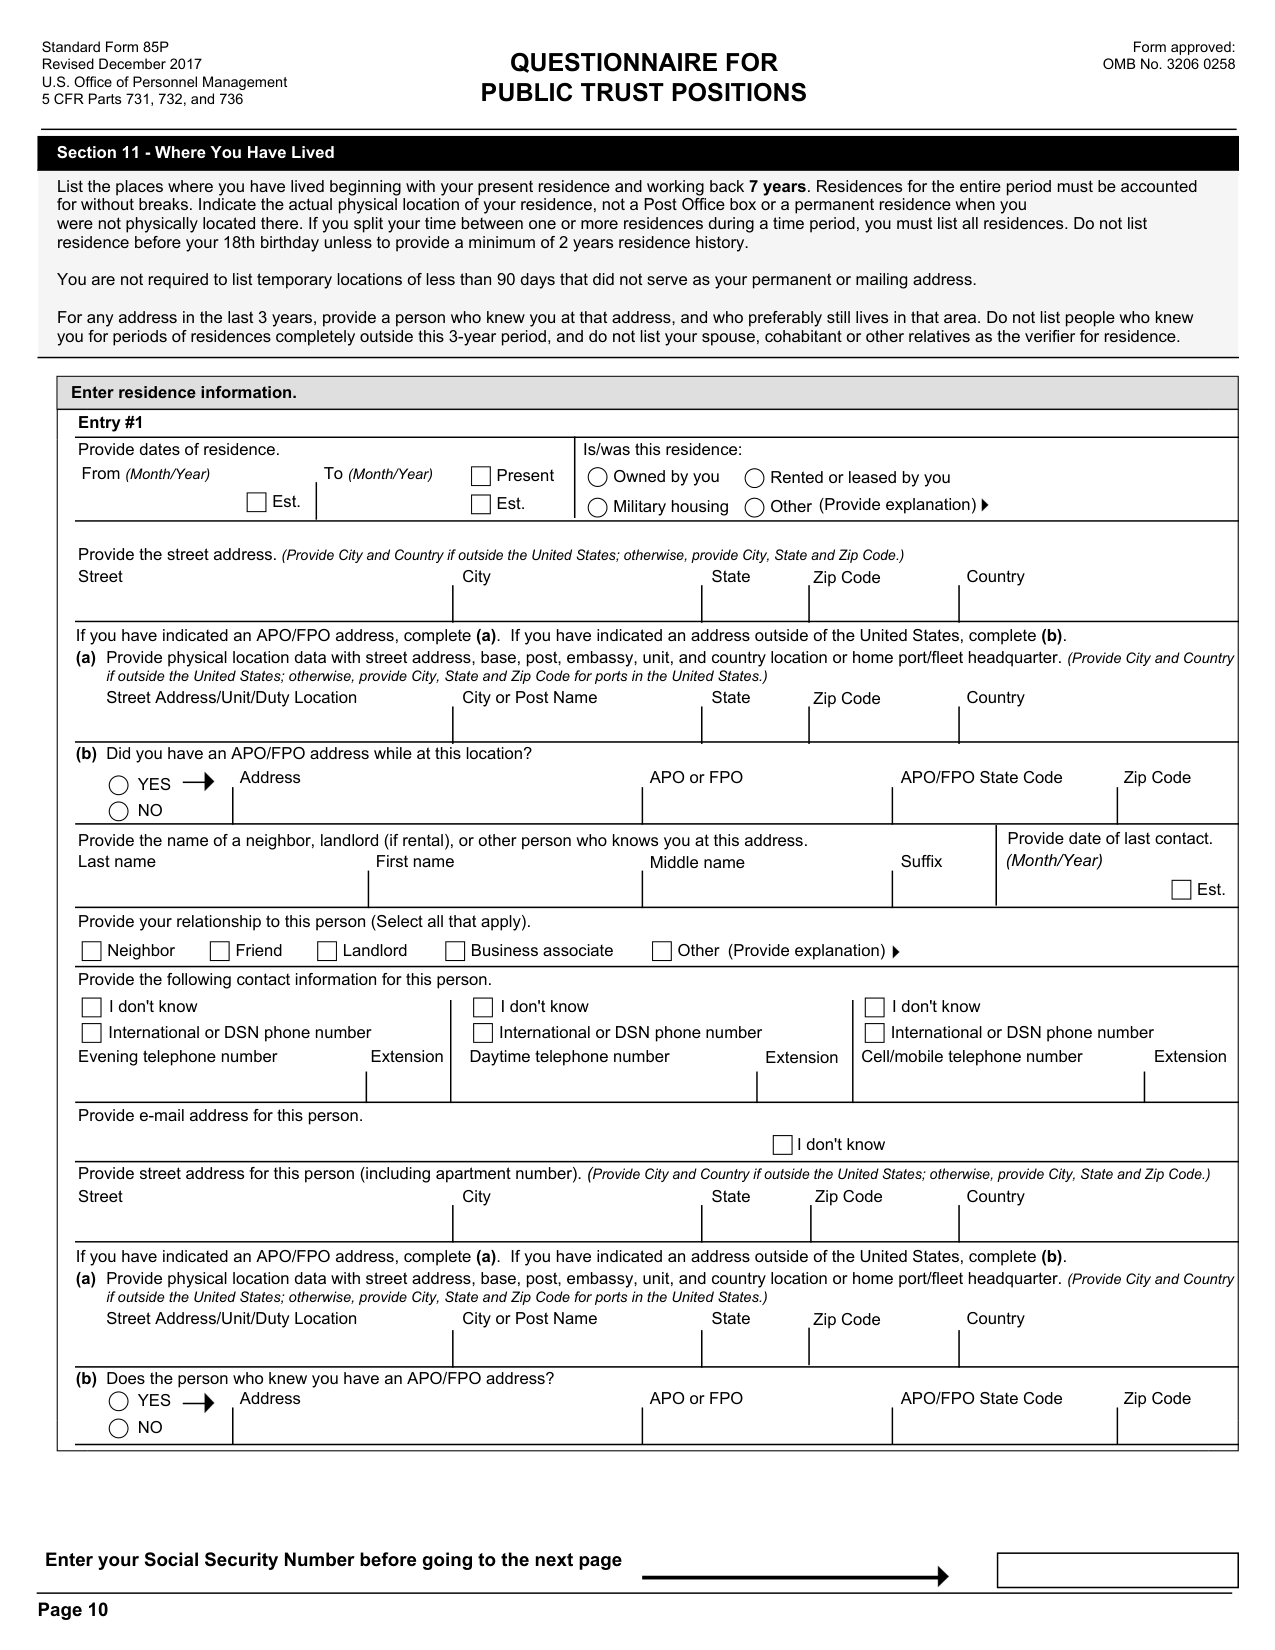 Standard Form 85P
Revised December 2017
U.S. Office of Personnel Management
5 CFR Parts 731, 732, and 736
QUESTIONNAIRE FOR
PUBLIC TRUST POSITIONS
Form approved:
OMB No. 3206 0258
Section 11 - Where You Have Lived
List the places where you have lived beginning with your present residence and working back 7 years. Residences for the entire period must be accounted
for without breaks. Indicate the actual physical location of your residence, not a Post Office box or a permanent residence when you
were not physically located there. If you split your time between one or more residences during a time period, you must list all residences. Do not list
residence before your 18th birthday unless to provide a minimum of 2 years residence history.
You are not required to list temporary locations of less than 90 days that did not serve as your permanent or mailing address.
For any address in the last 3 years, provide a person who knew you at that address, and who preferably still lives in that area. Do not list people who knew
you for periods of residences completely outside this 3-year period, and do not list your spouse, cohabitant or other relatives as the verifier for residence.
Enter residence information.
Entry #1
Provide dates of residence. Is/was this residence:
From (Month/Year) To (Month/Year) Present Owned by you Rented or leased by you
Est. Est. Military housing Other (Provide explanation)
Provide the street address. (Provide City and Country if outside the United States; otherwise, provide City, State and Zip Code.)
Street City State Zip Code Country
If you have indicated an APO/FPO address, complete (a). If you have indicated an address outside of the United States, complete (b).
(a) Provide physical location data with street address, base, post, embassy, unit, and country location or home port/fleet headquarter. (Provide City and Country
if outside the United States; otherwise, provide City, State and Zip Code for ports in the United States.)
Street Address/Unit/Duty Location City or Post Name State Zip Code Country
(b) Did you have an APO/FPO address while at this location?
YES Address APO or FPO APO/FPO State Code Zip Code
NO
Provide the name of a neighbor, landlord (if rental), or other person who knows you at this address. Provide date of last contact.
Last name First name Middle name Suffix (Month/Year)
Est.
Provide your relationship to this person (Select all that apply).
Neighbor Friend Landlord Business associate Other (Provide explanation)
Provide the following contact information for this person.
I don't know I don't know I don't know
International or DSN phone number International or DSN phone number International or DSN phone number
Evening telephone number Extension Daytime telephone number Extension Cell/mobile telephone number Extension
Provide e-mail address for this person.
I don't know
Provide street address for this person (including apartment number). (Provide City and Country if outside the United States; otherwise, provide City, State and Zip Code.)
Street City State Zip Code Country
If you have indicated an APO/FPO address, complete (a). If you have indicated an address outside of the United States, complete (b).
(a) Provide physical location data with street address, base, post, embassy, unit, and country location or home port/fleet headquarter. (Provide City and Country
if outside the United States; otherwise, provide City, State and Zip Code for ports in the United States.)
Street Address/Unit/Duty Location City or Post Name State Zip Code Country
(b) Does the person who knew you have an APO/FPO address?
YES Address APO or FPO APO/FPO State Code Zip Code
NO
Enter your Social Security Number before going to the next page
Page 10